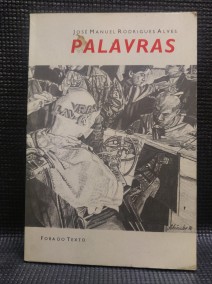 JOSÉ MANUEL RODRIGUES ALVES
PALAVRAS
FORA DO TEXTO